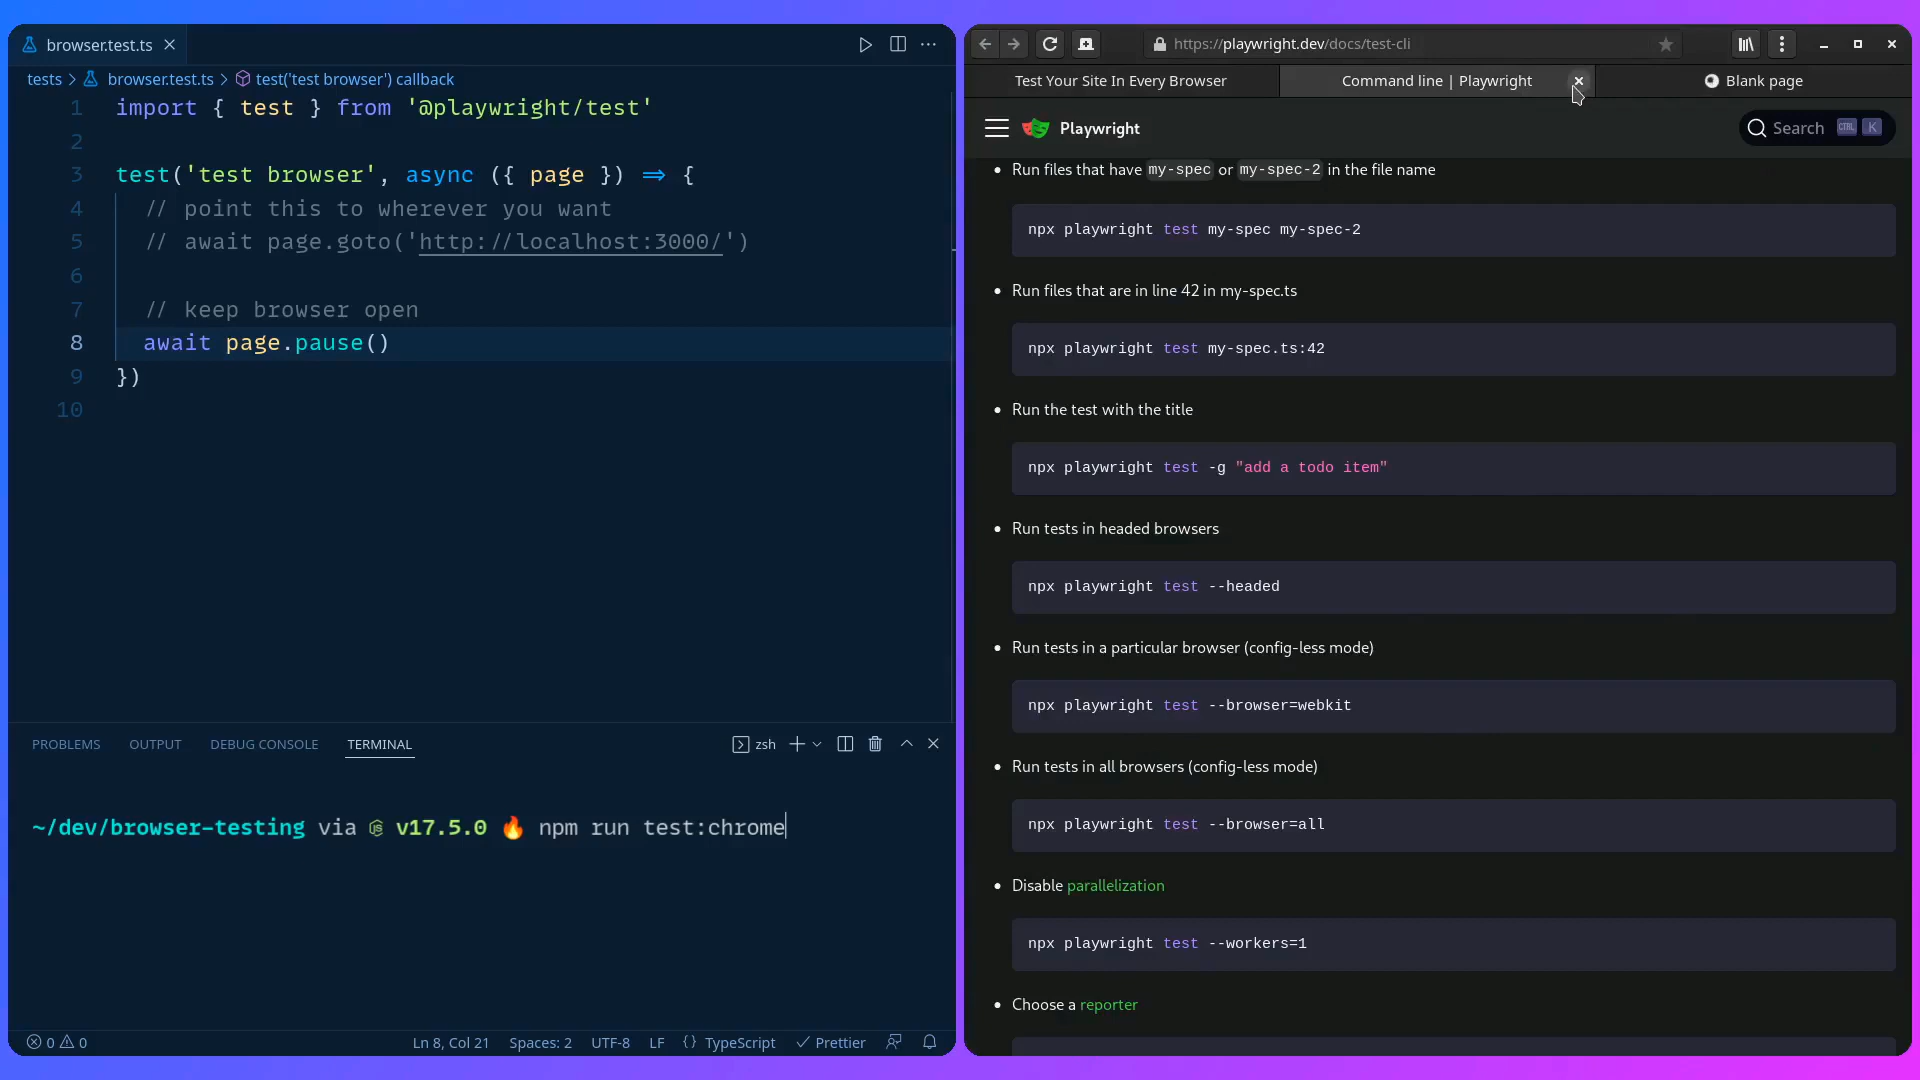 browser.test.ts
tests > browser.test.ts > test('test browser') callback
1 import { test } from '@playwright/test'
2
3 test('test browser', async ({ page }) => {
4 // point this to wherever you want
5 // await page.goto('http://localhost:3000/')
6
7 // keep browser open
8 await page.pause()
9 })
10
PROBLEMS OUTPUT DEBUG CONSOLE TERMINAL zsh
~/dev/browser-testing via v17.5.0 🔥 npm run test:chrome
0 0 Ln 8, Col 21 Spaces: 2 UTF-8 LF {} TypeScript Prettier
https://playwright.dev/docs/test-cli
Test Your Site In Every Browser Command line | Playwright Blank page
Playwright Search CTRL K
• Run files that have my-spec or my-spec-2 in the file name
npx playwright test my-spec my-spec-2
• Run files that are in line 42 in my-spec.ts
npx playwright test my-spec.ts:42
• Run the test with the title
npx playwright test -g "add a todo item"
• Run tests in headed browsers
npx playwright test --headed
• Run tests in a particular browser (config-less mode)
npx playwright test --browser=webkit
• Run tests in all browsers (config-less mode)
npx playwright test --browser=all
• Disable parallelization
npx playwright test --workers=1
• Choose a reporter